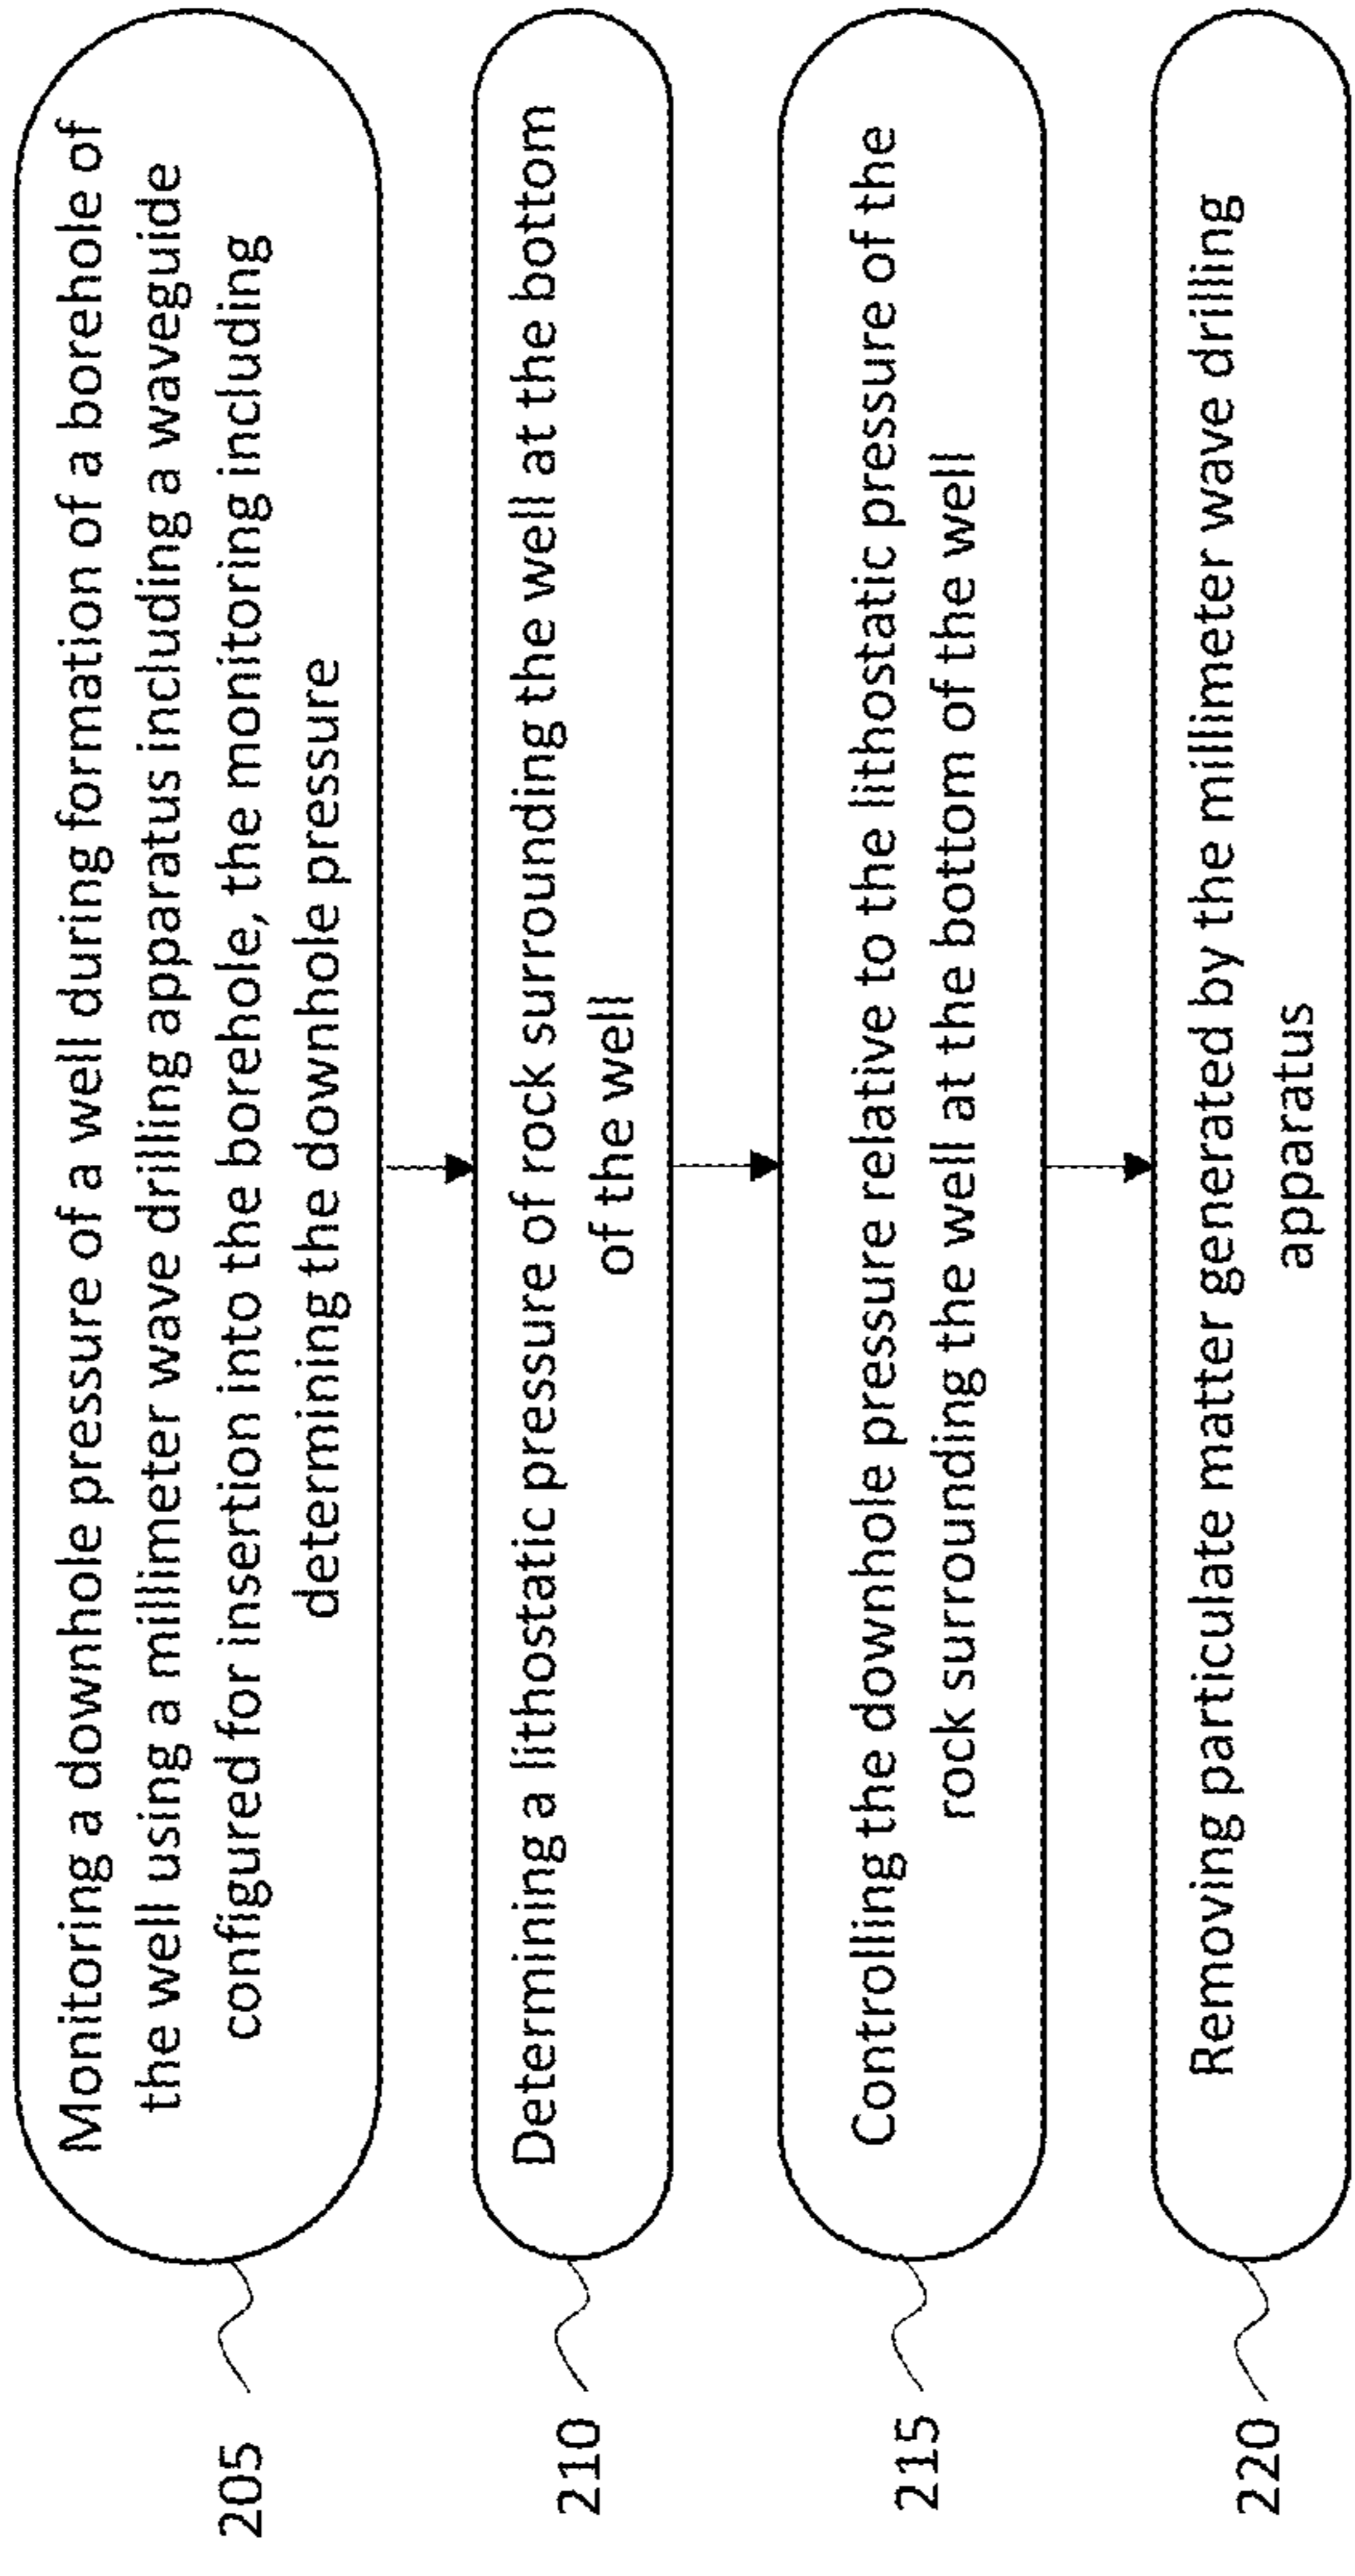 205
Monitoring a downhole pressure of a well during formation of a borehole of
the well using a millimeter wave drilling apparatus including a waveguide
configured for insertion into the borehole, the monitoring including
determining the downhole pressure
210
Determining a lithostatic pressure of rock surrounding the well at the bottom
of the well
215
Controlling the downhole pressure relative to the lithostatic pressure of the
rock surrounding the well at the bottom of the well
220
Removing particulate matter generated by the millimeter wave drilling
apparatus